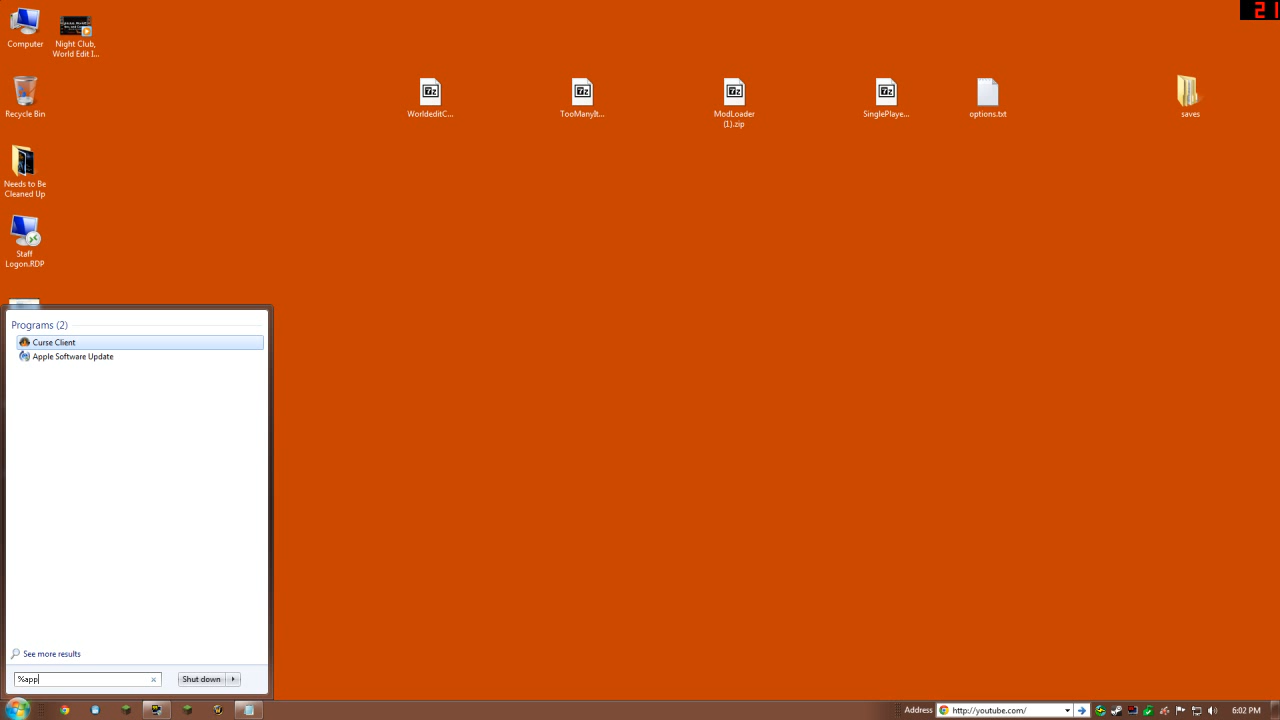 21
Computer
Night Club,
World Edit I...
Recycle Bin
WorldeditC...
TooManyIt...
ModLoader
(1).zip
SinglePlaye...
options.txt
saves
Needs to Be
Cleaned Up
Staff
Logon.RDP
Programs (2)
Curse Client
Apple Software Update
See more results
%app
Shut down
Address
http://youtube.com/
6:02 PM